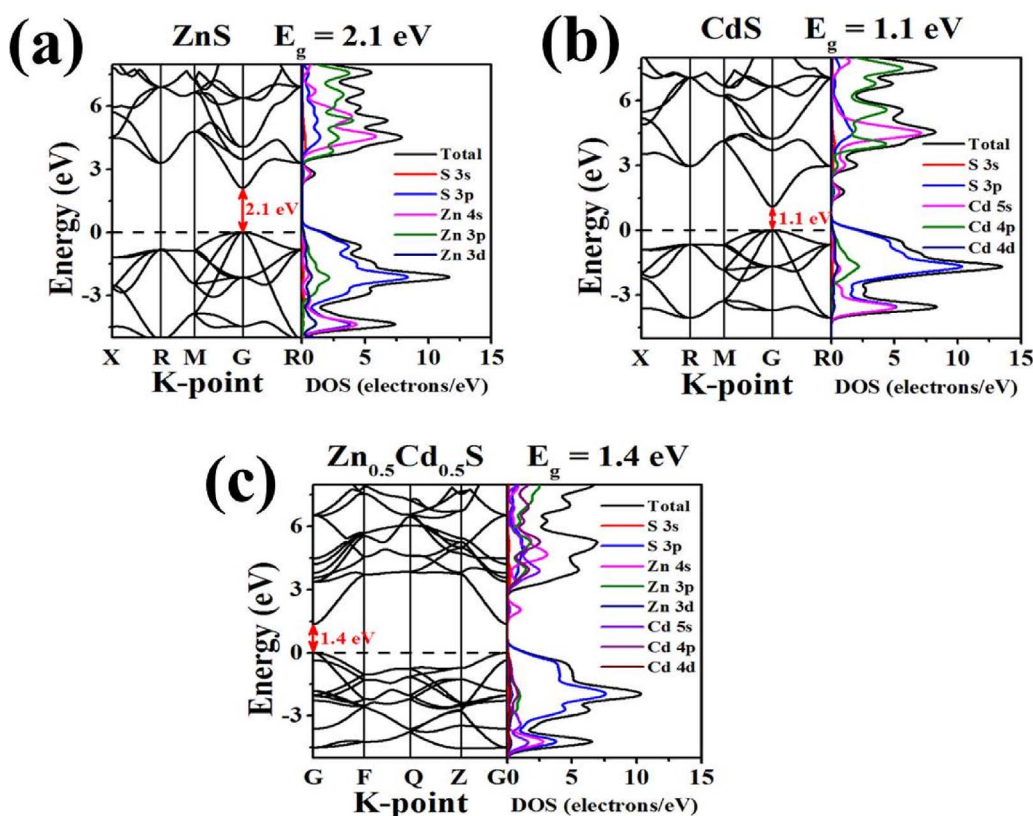 (a)
ZnS E_g = 2.1 eV
Energy (eV)
6
3
0
-3
2.1 eV
X R M G R
K-point
Total
S 3s
S 3p
Zn 4s
Zn 3p
Zn 3d
0 5 10 15
DOS (electrons/eV)
(b)
CdS E_g = 1.1 eV
Energy (eV)
6
3
0
-3
1.1 eV
X R M G R
K-point
Total
S 3s
S 3p
Cd 5s
Cd 4p
Cd 4d
0 5 10 15
DOS (electrons/eV)
(c)
Zn_0.5Cd_0.5S E_g = 1.4 eV
Energy (eV)
6
3
0
-3
1.4 eV
G F Q Z G
K-point
Total
S 3s
S 3p
Zn 4s
Zn 3p
Zn 3d
Cd 5s
Cd 4p
Cd 4d
0 5 10 15
DOS (electrons/eV)